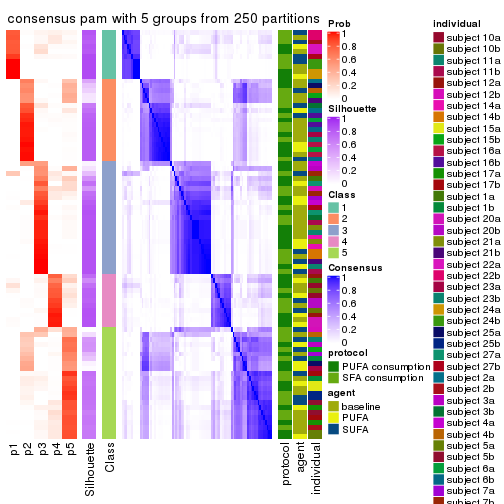 consensus pam with 5 groups from 250 partitions
Prob
1
0.8
0.6
0.4
0.2
0
Silhouette
1
0.8
0.6
0.4
0.2
0
Class
1
2
3
4
5
Consensus
1
0.8
0.6
0.4
0.2
0
protocol
PUFA consumption
SFA consumption
agent
baseline
PUFA
SUFA
individual
subject 10a
subject 10b
subject 11a
subject 11b
subject 12a
subject 12b
subject 14a
subject 14b
subject 15a
subject 15b
subject 16a
subject 16b
subject 17a
subject 17b
subject 1a
subject 1b
subject 20a
subject 20b
subject 21a
subject 21b
subject 22a
subject 22b
subject 23a
subject 23b
subject 24a
subject 24b
subject 25a
subject 25b
subject 27a
subject 27b
subject 2a
subject 2b
subject 3a
subject 3b
subject 4a
subject 4b
subject 5a
subject 5b
subject 6a
subject 6b
subject 7a
subject 7b
p1
p2
p3
p4
p5
Silhouette
Class
protocol
agent
individual